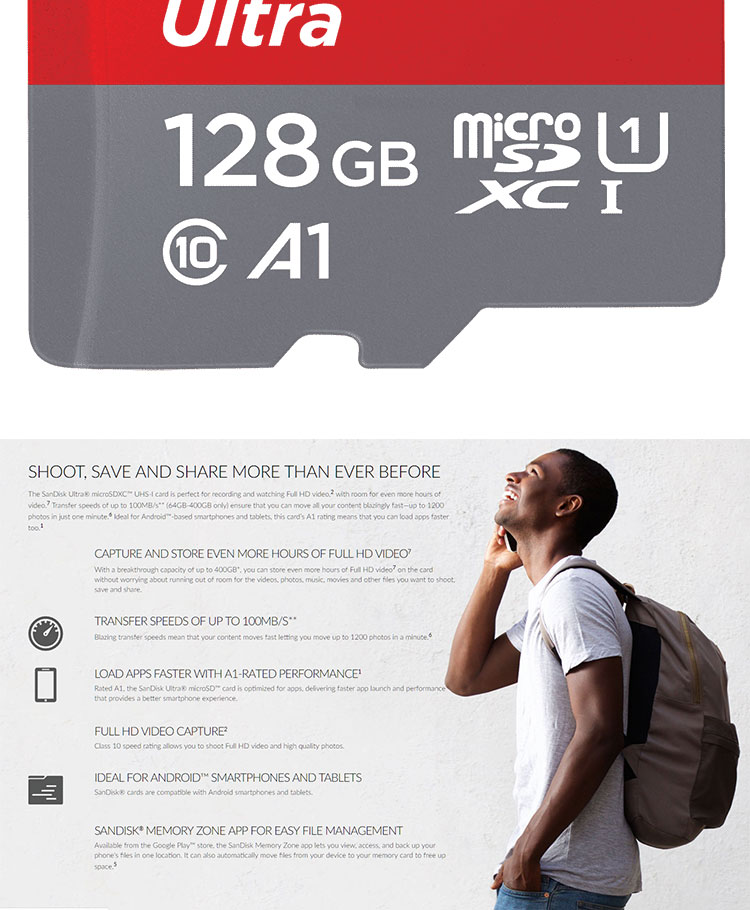 Ultra
128 GB
micro SD XC I
U1
10 A1
SHOOT, SAVE AND SHARE MORE THAN EVER BEFORE
The SanDisk Ultra® microSDXC™ UHS-I card is perfect for recording and watching Full HD video,² with room for even more hours of
video.⁷ Transfer speeds of up to 100MB/s** (64GB-400GB only) ensure that you can move all your content blazingly fast—up to 1200
photos in just one minute.⁶ Ideal for Android™-based smartphones and tablets, this card's A1 rating means that you can load apps faster
too.¹
CAPTURE AND STORE EVEN MORE HOURS OF FULL HD VIDEO⁷
With a breakthrough capacity of up to 400GB*, you can store even more hours of Full HD video⁷ on the card
without worrying about running out of room for the videos, photos, music, movies and other files you want to shoot,
save and share.
TRANSFER SPEEDS OF UP TO 100MB/S**
Blazing transfer speeds mean that your content moves fast letting you move up to 1200 photos in a minute.⁶
LOAD APPS FASTER WITH A1-RATED PERFORMANCE¹
Rated A1, the SanDisk Ultra® microSD™ card is optimized for apps, delivering faster app launch and performance
that provides a better smartphone experience.
FULL HD VIDEO CAPTURE²
Class 10 speed rating allows you to shoot Full HD video and high quality photos.
IDEAL FOR ANDROID™ SMARTPHONES AND TABLETS
SanDisk® cards are compatible with Android smartphones and tablets.
SANDISK® MEMORY ZONE APP FOR EASY FILE MANAGEMENT
Available from the Google Play™ store, the SanDisk Memory Zone app lets you view, access, and back up your
phone's files in one location. It can also automatically move files from your device to your memory card to free up
space.⁵